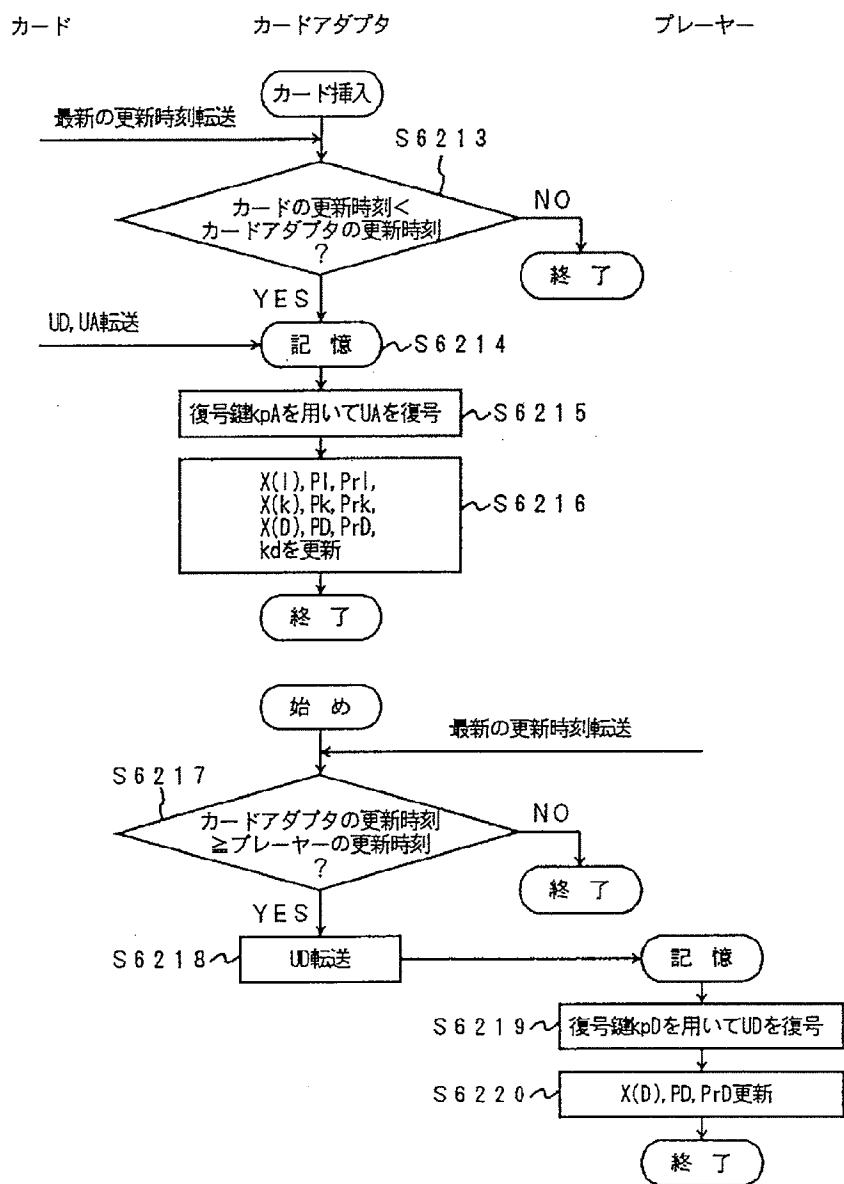 カード
カードアダプタ
プレーヤー
カード挿入
最新の更新時刻転送
S6213
カードの更新時刻<
カードアダプタの更新時刻
?
NO
終了
YES
UD,UA転送
記憶
S6214
復号鍵kpAを用いてUAを復号
S6215
X(I),PI,PrI,
X(k),Pk,Prk,
X(D),PD,PrD,
kdを更新
S6216
終了
始め
最新の更新時刻転送
S6217
カードアダプタの更新時刻
≧プレーヤーの更新時刻
?
NO
終了
YES
S6218
UD転送
記憶
S6219
復号鍵kpDを用いてUDを復号
S6220
X(D),PD,PrD更新
終了